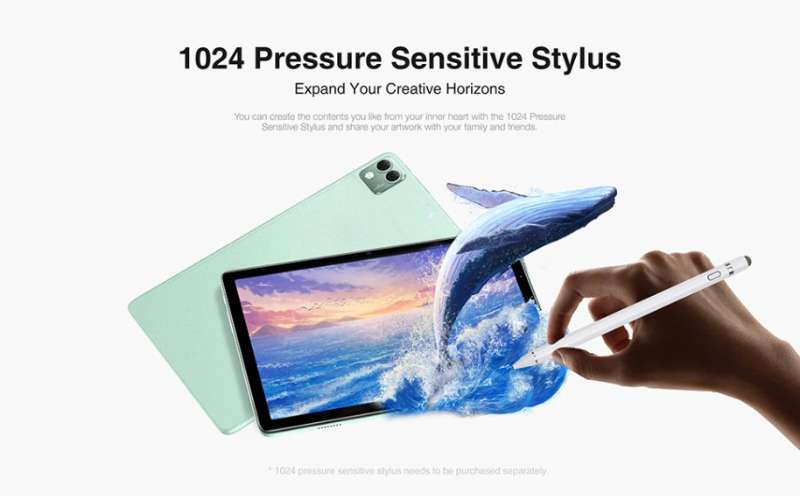 1024 Pressure Sensitive Stylus
Expand Your Creative Horizons
You can create the contents you like from your inner heart with the 1024 Pressure
Sensitive Stylus and share your artwork with your family and friends.
* 1024 pressure sensitive stylus needs to be purchased separately